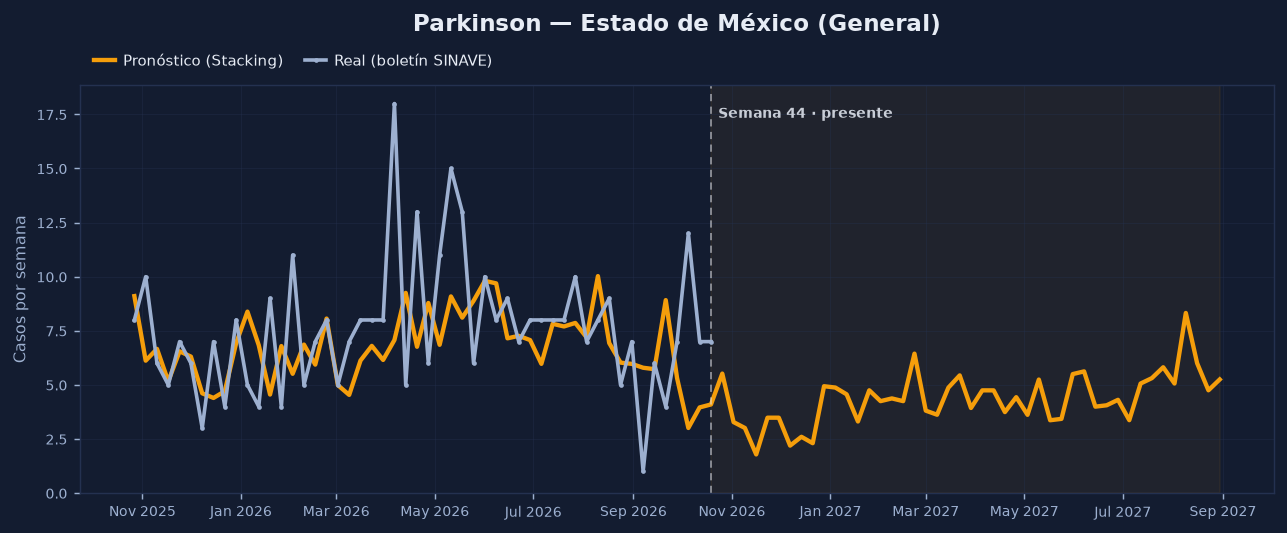 Parkinson — Estado de México (General)
Pronóstico (Stacking)
Real (boletín SINAVE)
Semana 44 · presente
Casos por semana
17.5
15.0
12.5
10.0
7.5
5.0
2.5
0.0
Nov 2025
Jan 2026
Mar 2026
May 2026
Jul 2026
Sep 2026
Nov 2026
Jan 2027
Mar 2027
May 2027
Jul 2027
Sep 2027